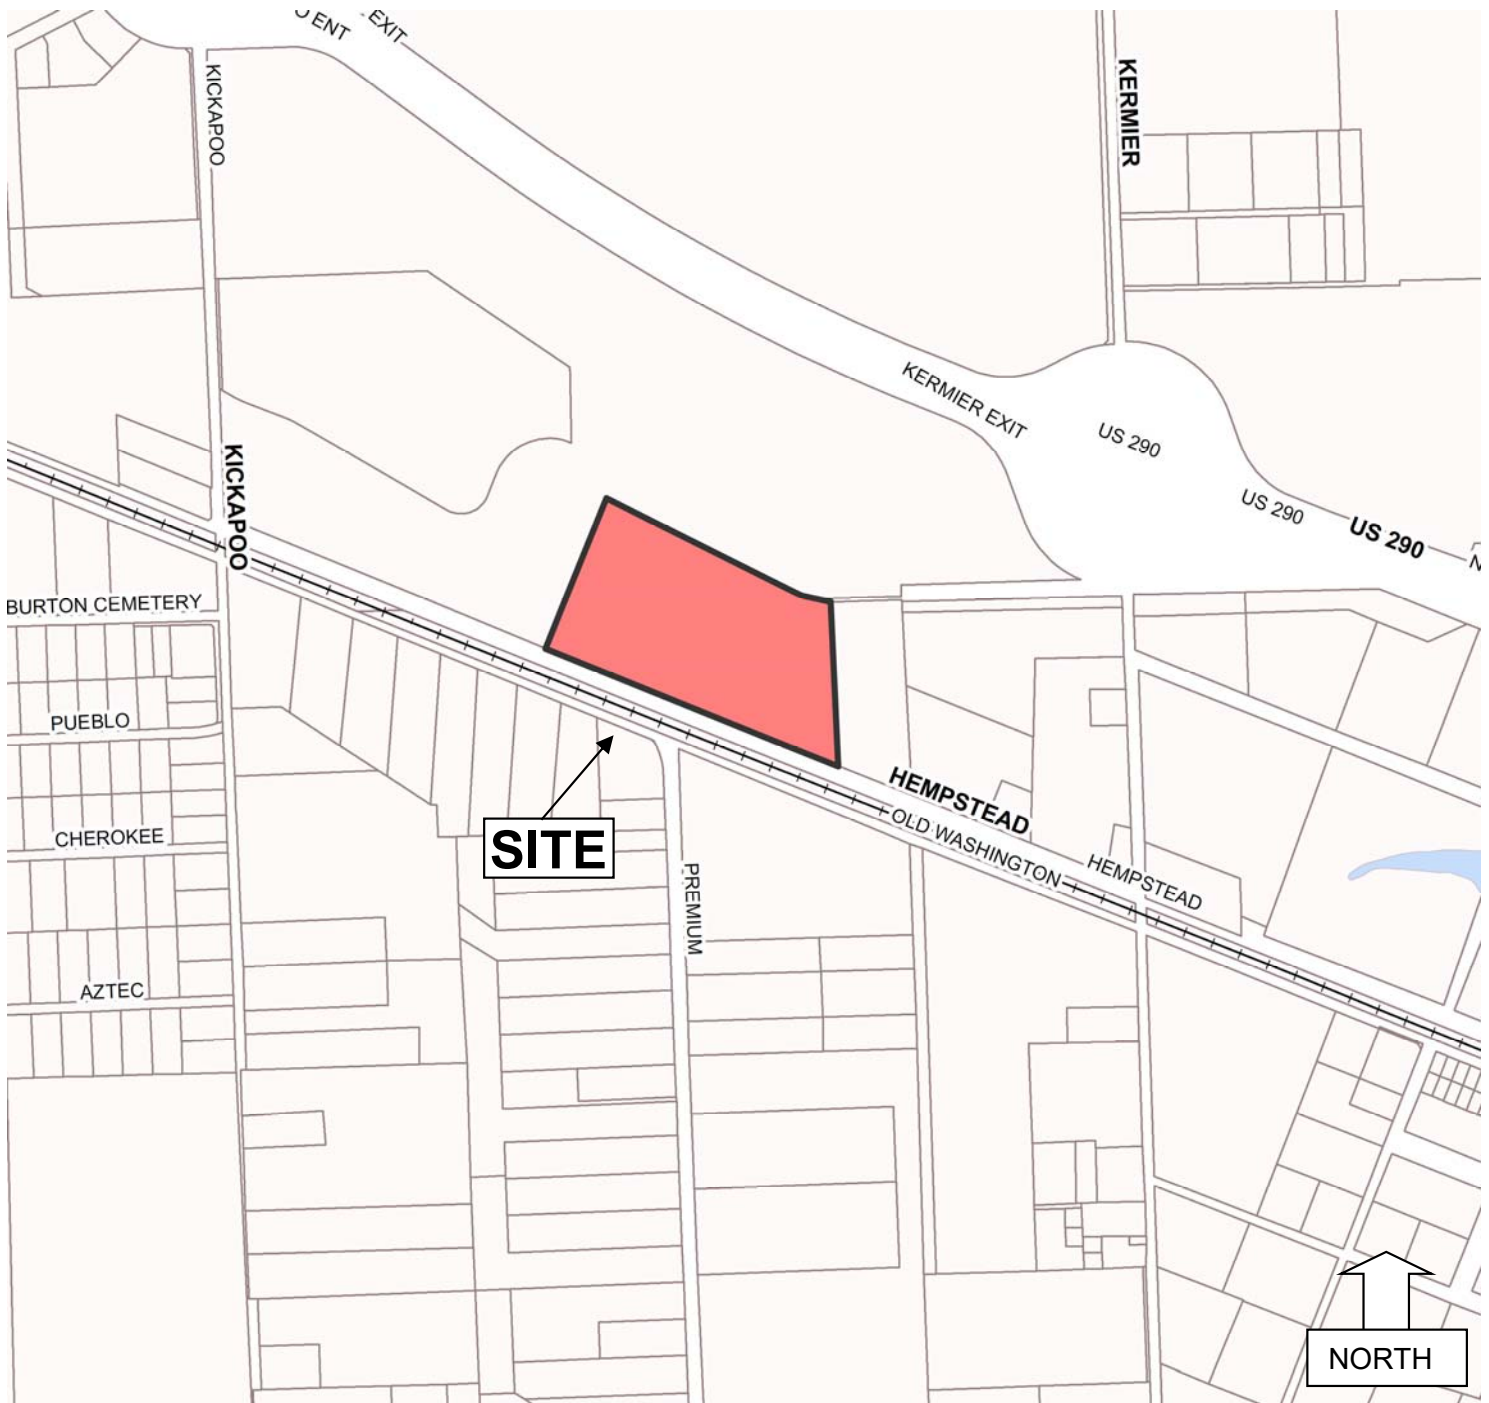 ENT
EXIT
KICKAPOO
KERMIER
KERMIER EXIT
US 290
US 290
US 290
KICKAPOO
BURTON CEMETERY
PUEBLO
CHEROKEE
AZTEC
SITE
PREMIUM
HEMPSTEAD
OLD WASHINGTON
HEMPSTEAD
NORTH